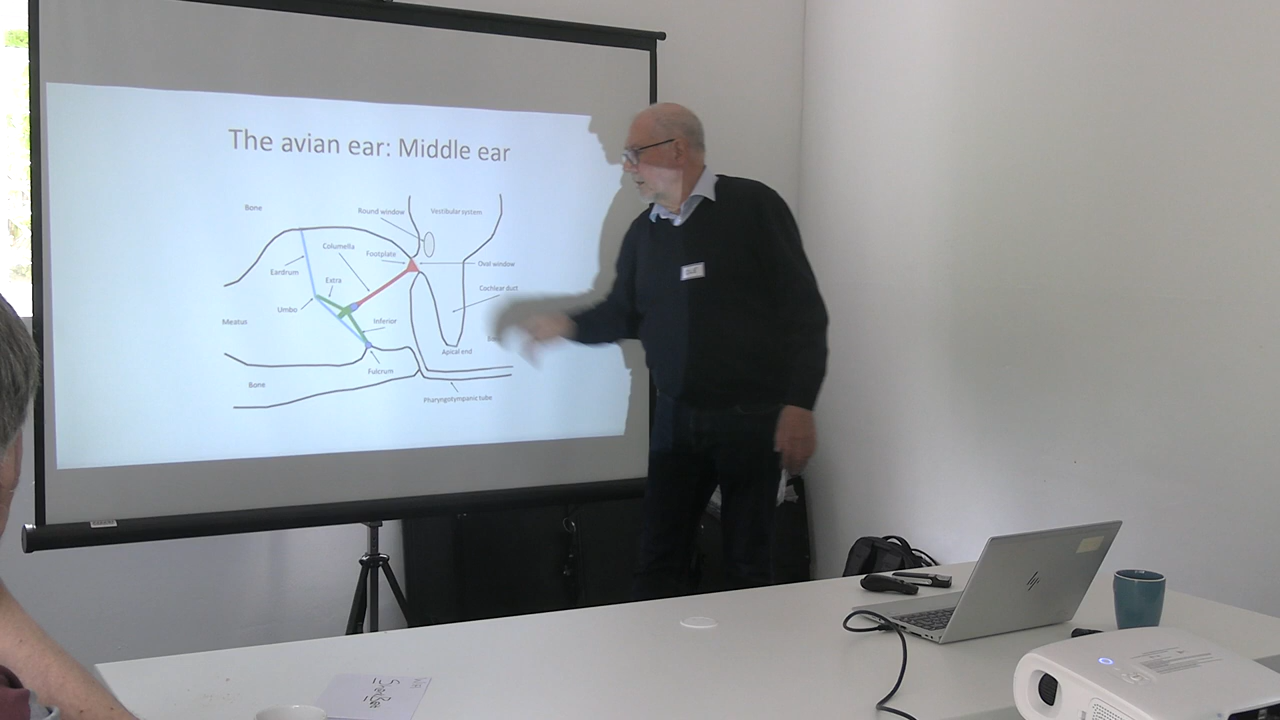 The avian ear: Middle ear
Bone
Round window
Vestibular system
Columella
Footplate
Oval window
Eardrum
Extra
Cochlear duct
Umbo
Meatus
Inferior
Apical end
Fulcrum
Bone
Pharyngotympanic tube
hp